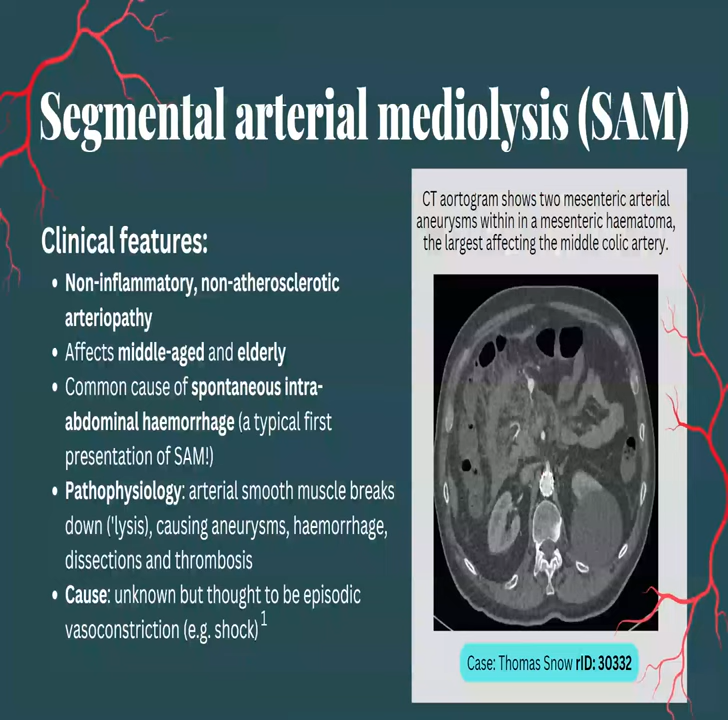 Segmental arterial mediolysis (SAM)
CT aortogram shows two mesenteric arterial
aneurysms within in a mesenteric haematoma,
the largest affecting the middle colic artery.
Clinical features:
• Non-inflammatory, non-atherosclerotic
arteriopathy
• Affects middle-aged and elderly
• Common cause of spontaneous intra-
abdominal haemorrhage (a typical first
presentation of SAM!)
• Pathophysiology: arterial smooth muscle breaks
down ('lysis), causing aneurysms, haemorrhage,
dissections and thrombosis
• Cause: unknown but thought to be episodic
vasoconstriction (e.g. shock)1
Case: Thomas Snow rID: 30332